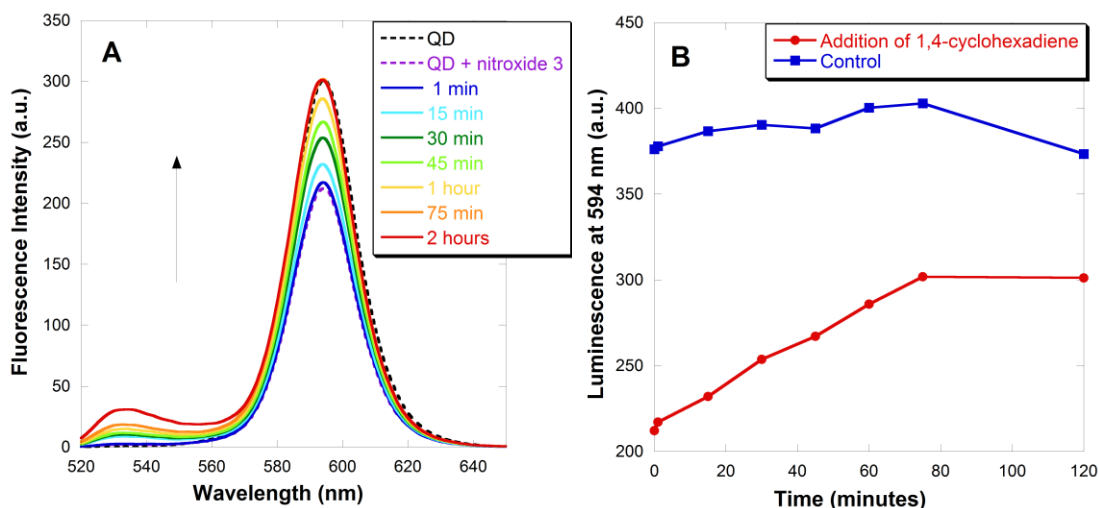 A
Fluorescence Intensity (a.u.)
350
300
250
200
150
100
50
0
520
540
560
580
600
620
640
Wavelength (nm)
QD
QD + nitroxide 3
1 min
15 min
30 min
45 min
1 hour
75 min
2 hours
B
Luminescence at 594 nm (a.u.)
450
400
350
300
250
200
0
20
40
60
80
100
120
Time (minutes)
Addition of 1,4-cyclohexadiene
Control